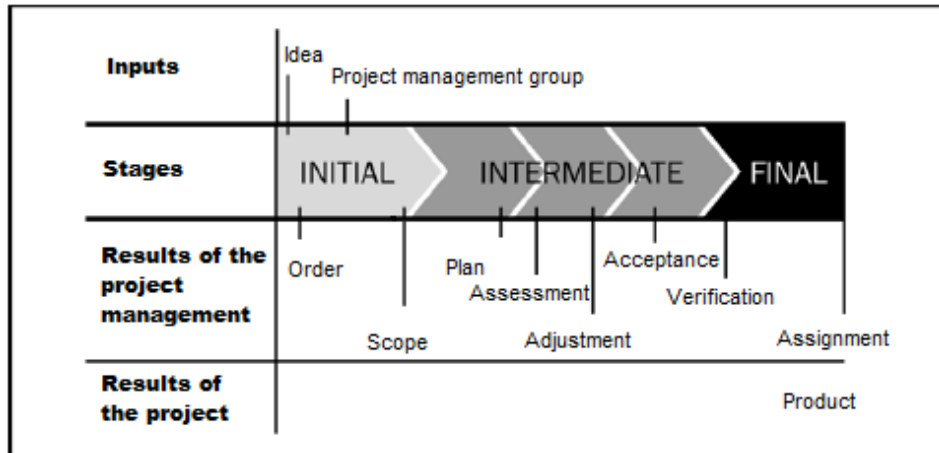 Inputs
Idea
Project management group
Stages
INITIAL
INTERMEDIATE
FINAL
Results of the
project
management
Order
Scope
Plan
Assessment
Adjustment
Acceptance
Verification
Assignment
Results of
the project
Product